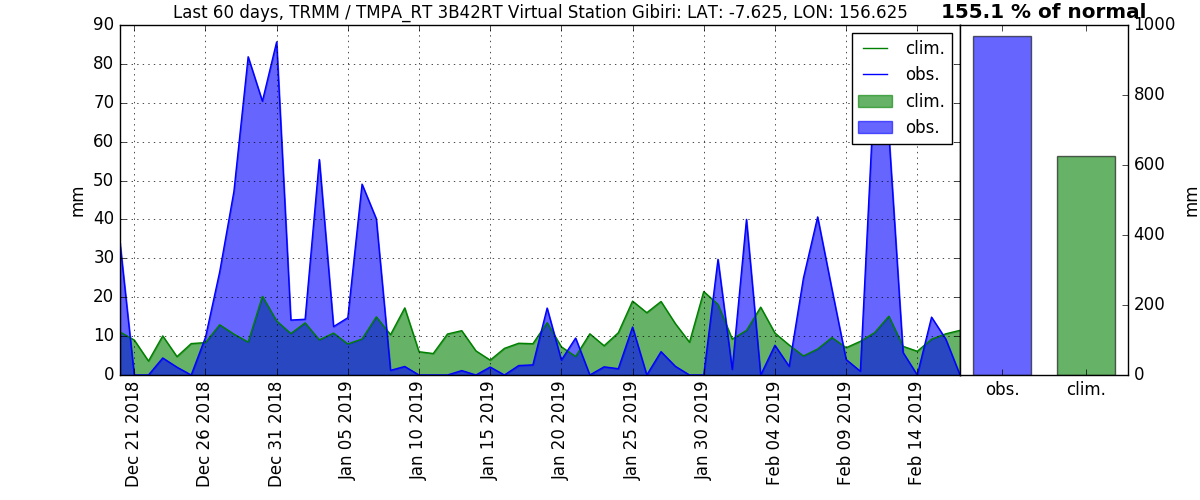 Last 60 days, TRMM / TMPA_RT 3B42RT Virtual Station Gibiri: LAT: -7.625, LON: 156.625
155.1 % of normal
90
80
70
60
50
40
30
20
10
0
mm
clim.
obs.
clim.
obs.
Dec 21 2018
Dec 26 2018
Dec 31 2018
Jan 05 2019
Jan 10 2019
Jan 15 2019
Jan 20 2019
Jan 25 2019
Jan 30 2019
Feb 04 2019
Feb 09 2019
Feb 14 2019
1000
800
600
400
200
0
mm
obs.
clim.